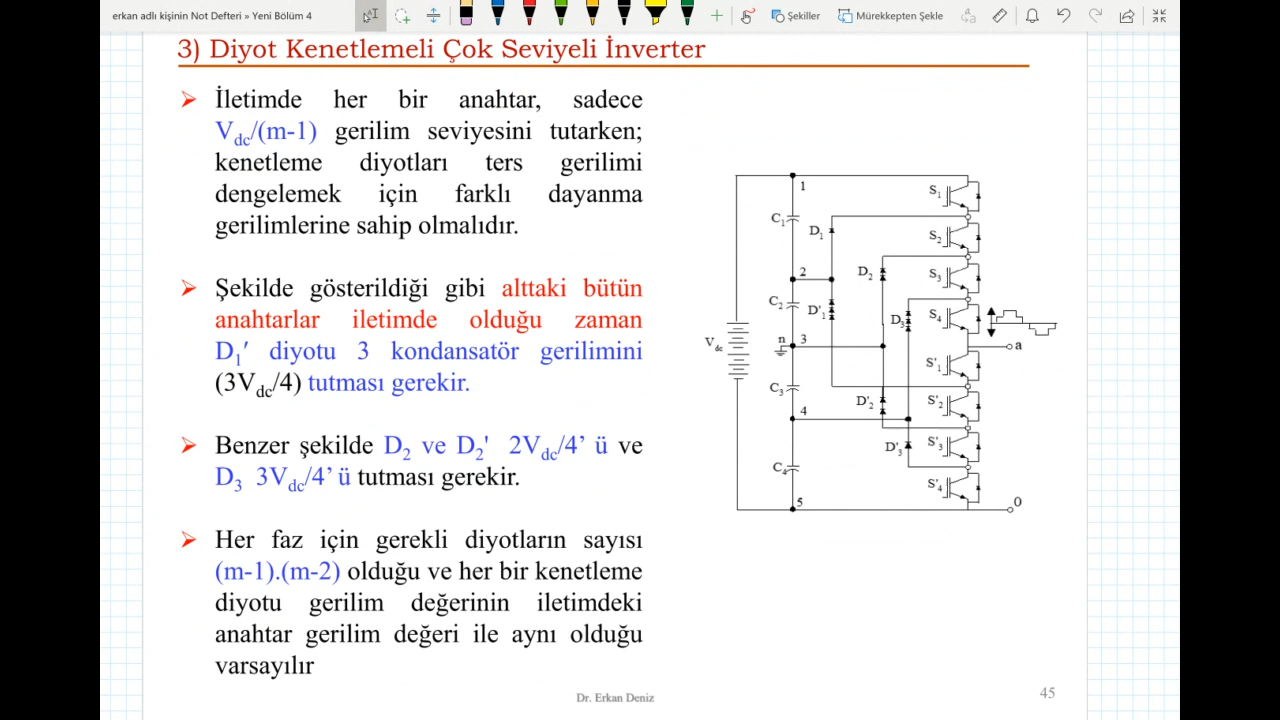 erkan adlı kişinin Not Defteri » Yeni Bölüm 4
Şekiller
Mürekkepten Şekle
3) Diyot Kenetlemeli Çok Seviyeli İnverter
İletimde her bir anahtar, sadece
Vdc/(m-1) gerilim seviyesini tutarken;
kenetleme diyotları ters gerilimi
dengelemek için farklı dayanma
gerilimlerine sahip olmalıdır.
Şekilde gösterildiği gibi alttaki bütün
anahtarlar iletimde olduğu zaman
D1′ diyotu 3 kondansatör gerilimini
(3Vdc/4) tutması gerekir.
Benzer şekilde D2 ve D2' 2Vdc/4’ ü ve
D3 3Vdc/4’ ü tutması gerekir.
Her faz için gerekli diyotların sayısı
(m-1).(m-2) olduğu ve her bir kenetleme
diyotu gerilim değerinin iletimdeki
anahtar gerilim değeri ile aynı olduğu
varsayılır
1
S1
C1
D1
S2
2
D2
S3
C2
D'1
D3
S4
Vdc
n
3
a
S'1
C3
D'2
S'2
4
D'3
S'3
C4
S'4
5
0
Dr. Erkan Deniz
45